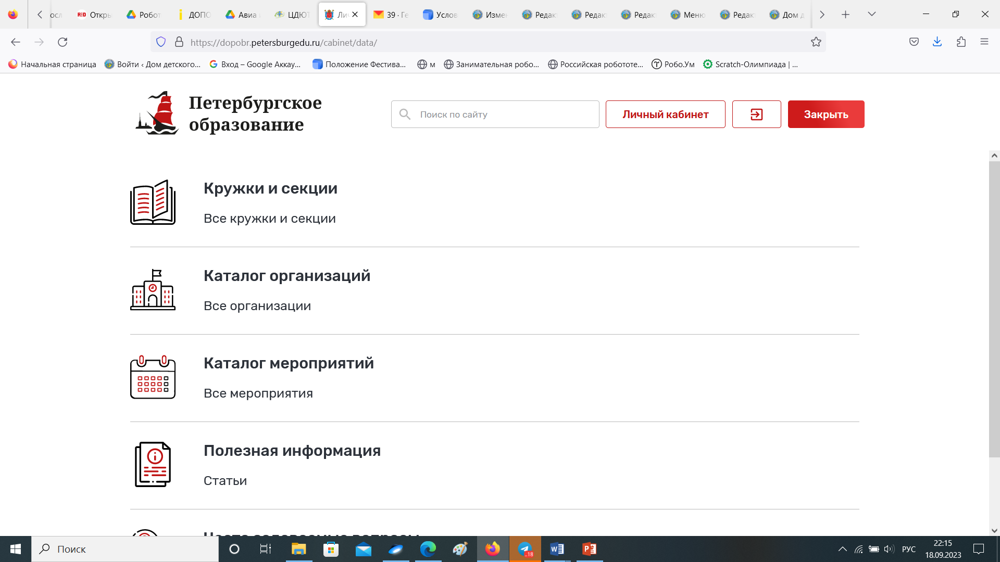 осл
R:D Откры
Робот
ДОПО
Авиа
ЦДЮТ
Ли
39 · Ге
Услов
Измен
Редак
Редак
Редак
Меню
Редак
Дом д
https://dopobr.petersburgedu.ru/cabinet/data/
Начальная страница
Войти ‹ Дом детского...
Вход – Google Аккау...
Положение Фестива...
м
Занимательная робо...
Российская робототе...
Робо.Ум
Scratch-Олимпиада | ...
Петербургское
образование
Поиск по сайту
Личный кабинет
Закрыть
Кружки и секции
Все кружки и секции
Каталог организаций
Все организации
Каталог мероприятий
Все мероприятия
Полезная информация
Статьи
Часто задаваемые вопросы
Поиск
..18
РУС
22:15
18.09.2023